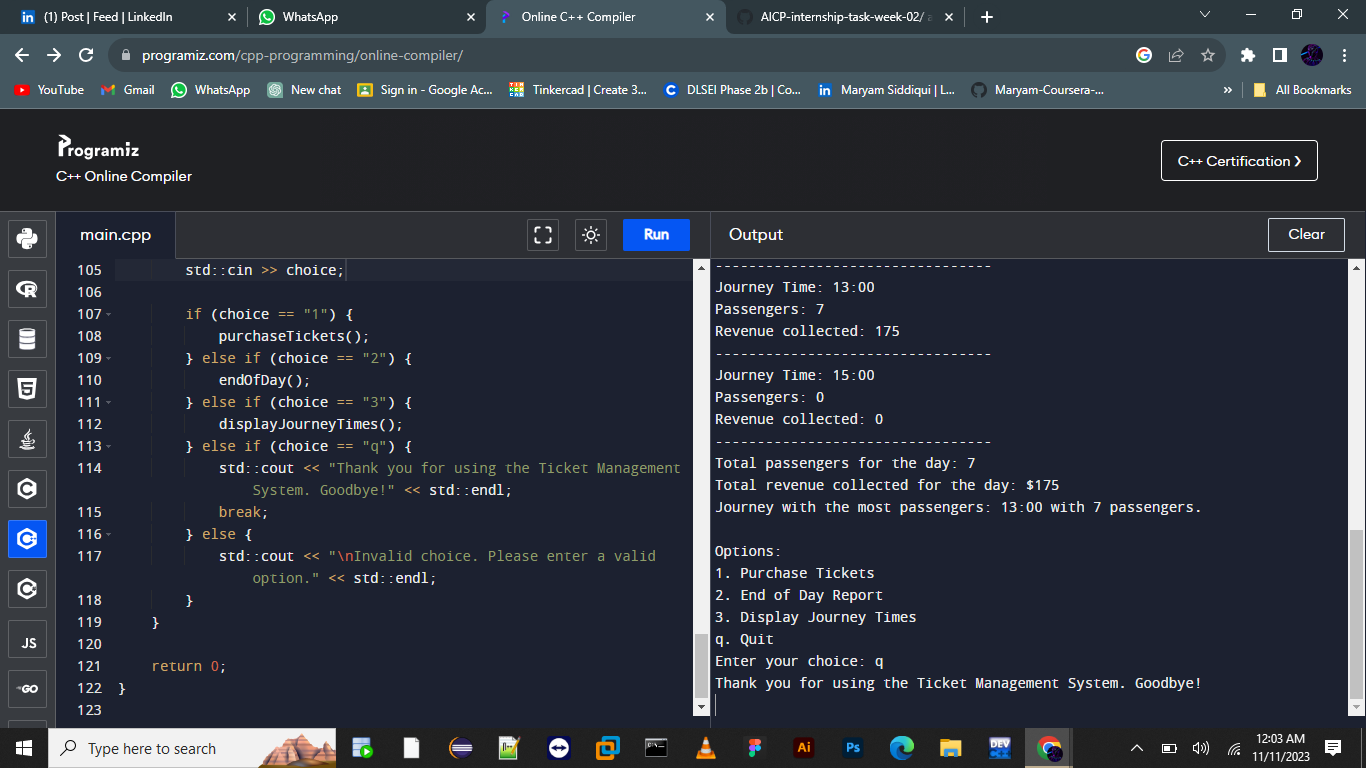 (1) Post | Feed | LinkedIn
WhatsApp
Online C++ Compiler
AICP-internship-task-week-02/
programiz.com/cpp-programming/online-compiler/
YouTube
Gmail
WhatsApp
New chat
Sign in - Google Ac...
Tinkercad | Create 3...
DLSEI Phase 2b | Co...
Maryam Siddiqui | L...
Maryam-Coursera-...
»
All Bookmarks
Programiz
C++ Online Compiler
C++ Certification ›
main.cpp
Run
Output
Clear
105 std::cin >> choice;
106
107 if (choice == "1") {
108 purchaseTickets();
109 } else if (choice == "2") {
110 endOfDay();
111 } else if (choice == "3") {
112 displayJourneyTimes();
113 } else if (choice == "q") {
114 std::cout << "Thank you for using the Ticket Management
System. Goodbye!" << std::endl;
115 break;
116 } else {
117 std::cout << "\nInvalid choice. Please enter a valid
option." << std::endl;
118 }
119 }
120
121 return 0;
122 }
123
---------------------------------
Journey Time: 13:00
Passengers: 7
Revenue collected: 175
---------------------------------
Journey Time: 15:00
Passengers: 0
Revenue collected: 0
---------------------------------
Total passengers for the day: 7
Total revenue collected for the day: $175
Journey with the most passengers: 13:00 with 7 passengers.
Options:
1. Purchase Tickets
2. End of Day Report
3. Display Journey Times
q. Quit
Enter your choice: q
Thank you for using the Ticket Management System. Goodbye!
JS
GO
Type here to search
Ai
Ps
DEV
12:03 AM
11/11/2023